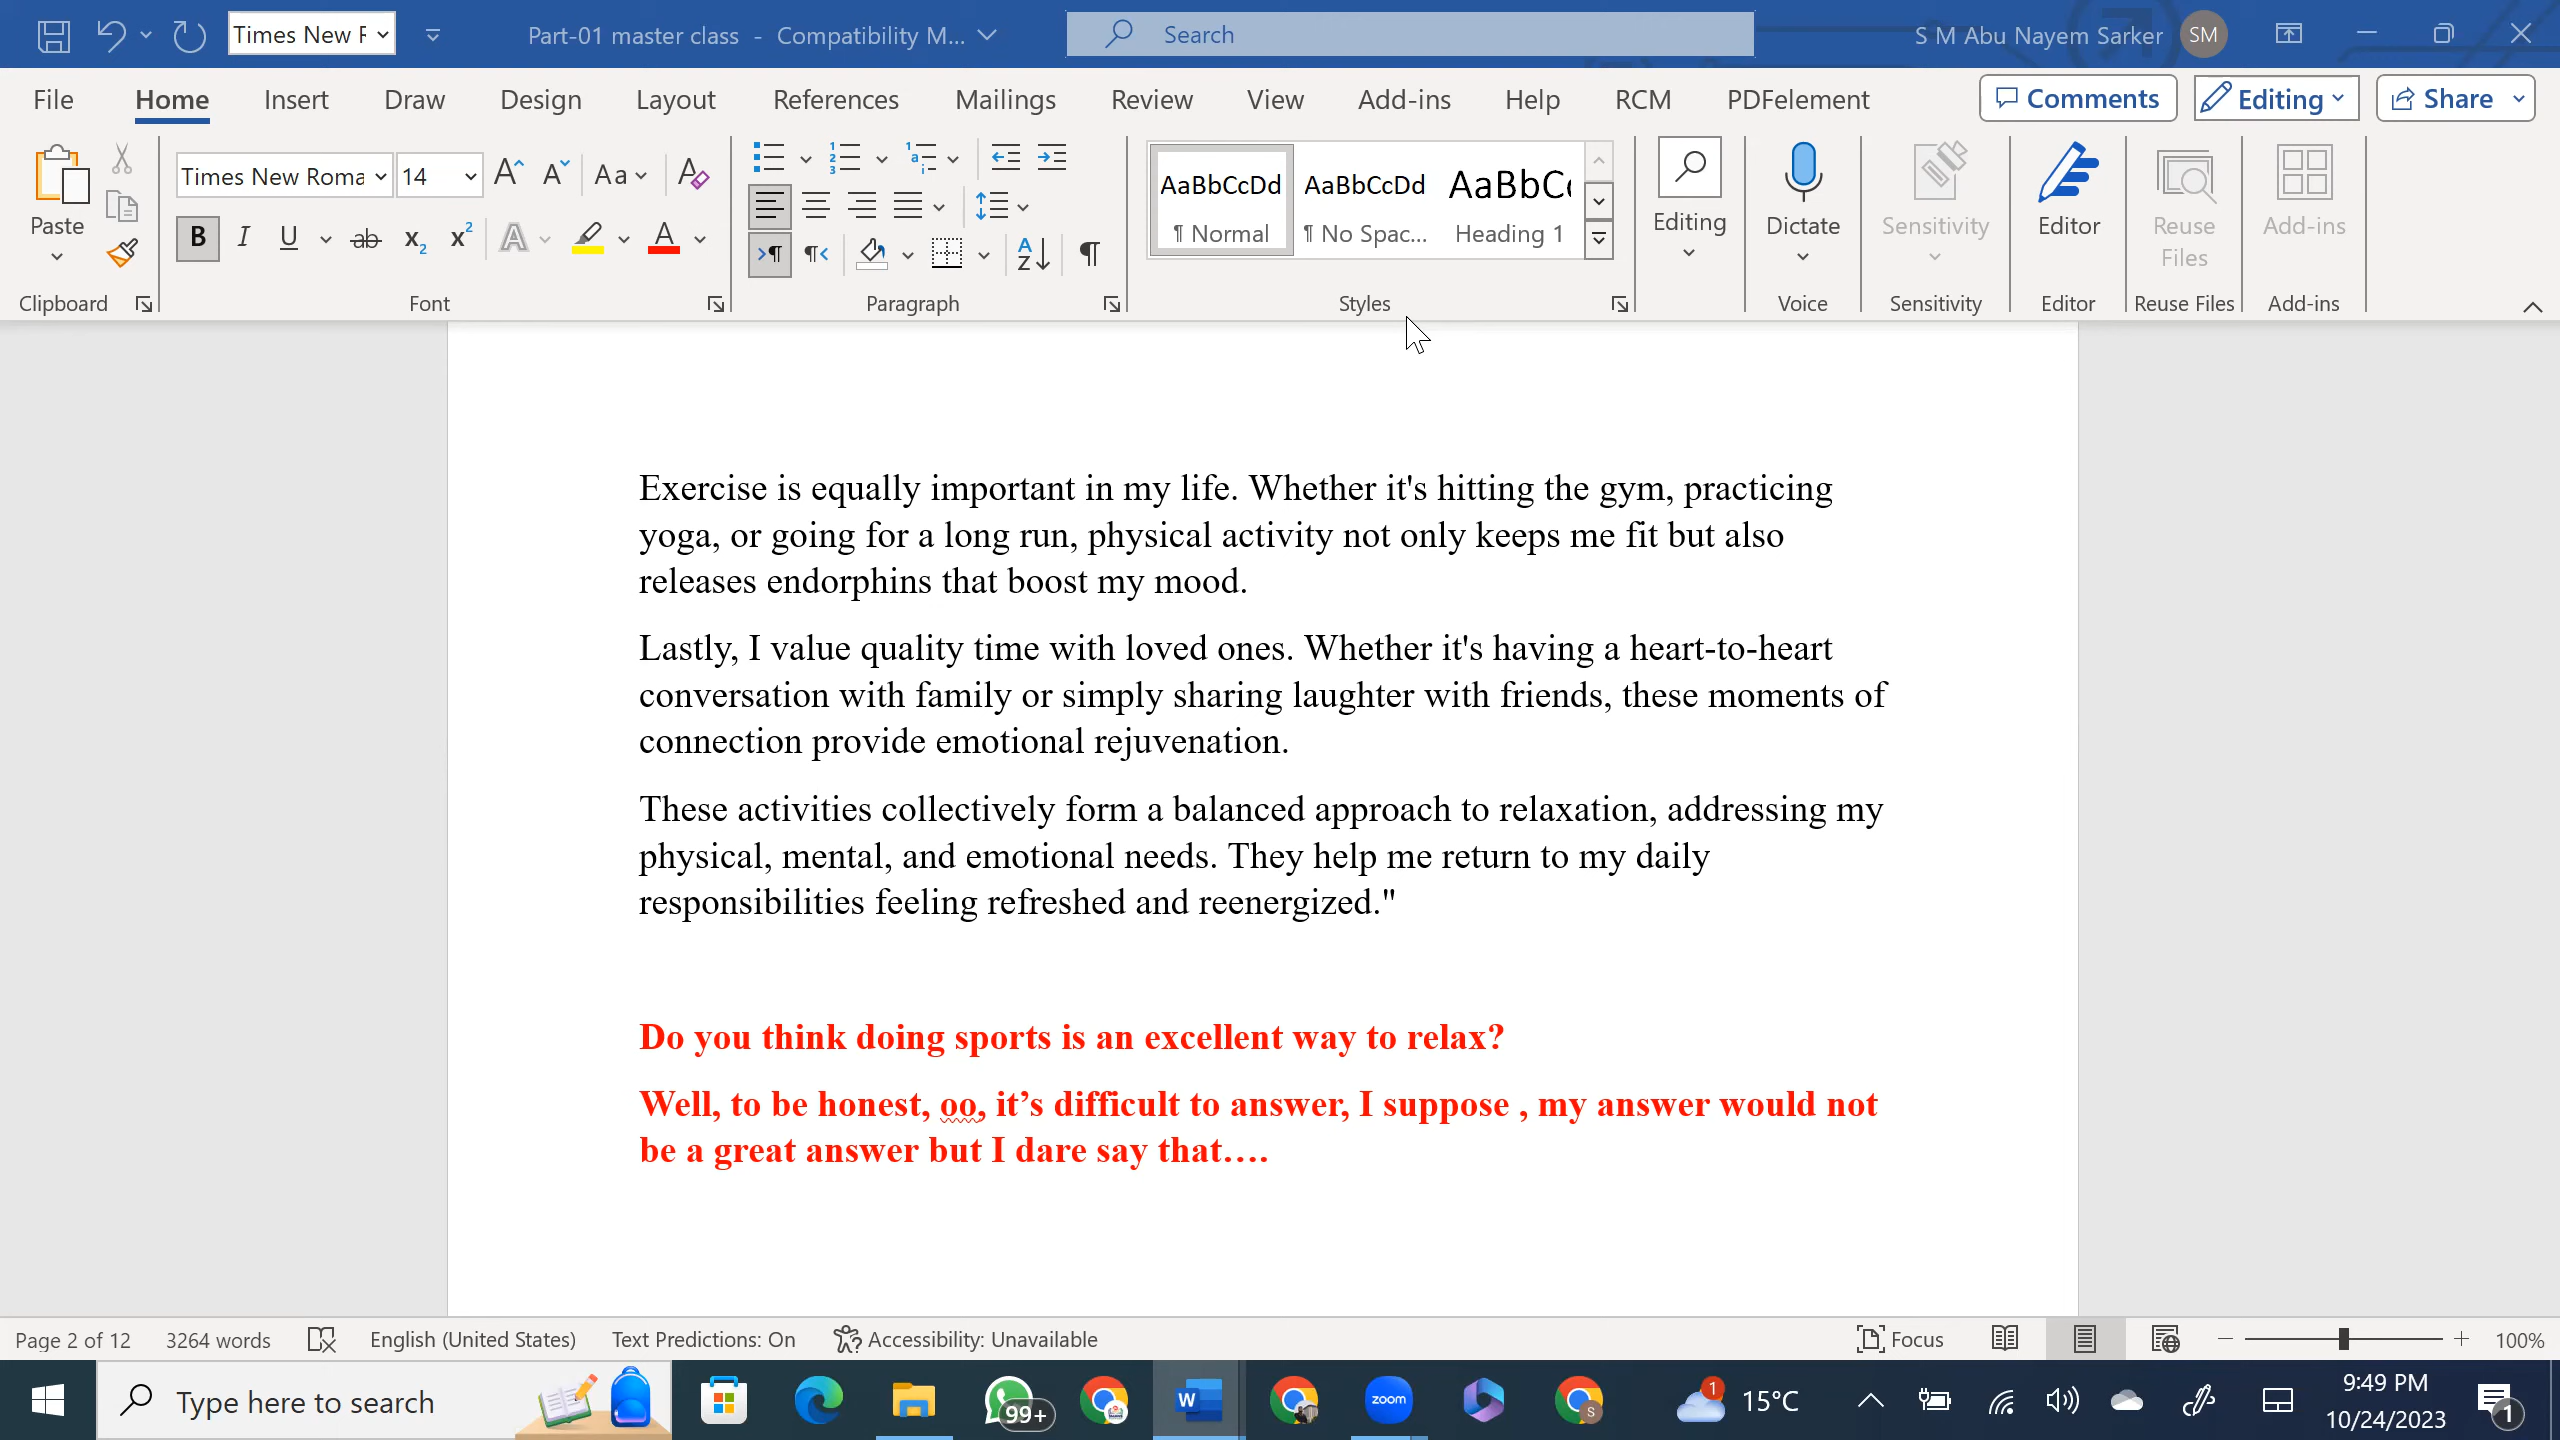 Times New F
Part-01 master class - Compatibility M...
Search
S M Abu Nayem Sarker
SM
File
Home
Insert
Draw
Design
Layout
References
Mailings
Review
View
Add-ins
Help
RCM
PDFelement
Comments
Editing
Share
Paste
Clipboard
Times New Roma
14
Font
Paragraph
AaBbCcDd
¶ Normal
AaBbCcDd
¶ No Spac...
AaBbC
Heading 1
Styles
Editing
Dictate
Voice
Sensitivity
Sensitivity
Editor
Editor
Reuse
Files
Reuse Files
Add-ins
Add-ins
Exercise is equally important in my life. Whether it's hitting the gym, practicing
yoga, or going for a long run, physical activity not only keeps me fit but also
releases endorphins that boost my mood.
Lastly, I value quality time with loved ones. Whether it's having a heart-to-heart
conversation with family or simply sharing laughter with friends, these moments of
connection provide emotional rejuvenation.
These activities collectively form a balanced approach to relaxation, addressing my
physical, mental, and emotional needs. They help me return to my daily
responsibilities feeling refreshed and reenergized."
Do you think doing sports is an excellent way to relax?
Well, to be honest, oo, it’s difficult to answer, I suppose , my answer would not
be a great answer but I dare say that….
Page 2 of 12
3264 words
English (United States)
Text Predictions: On
Accessibility: Unavailable
Focus
100%
Type here to search
99+
zoom
1
15°C
9:49 PM
10/24/2023
1